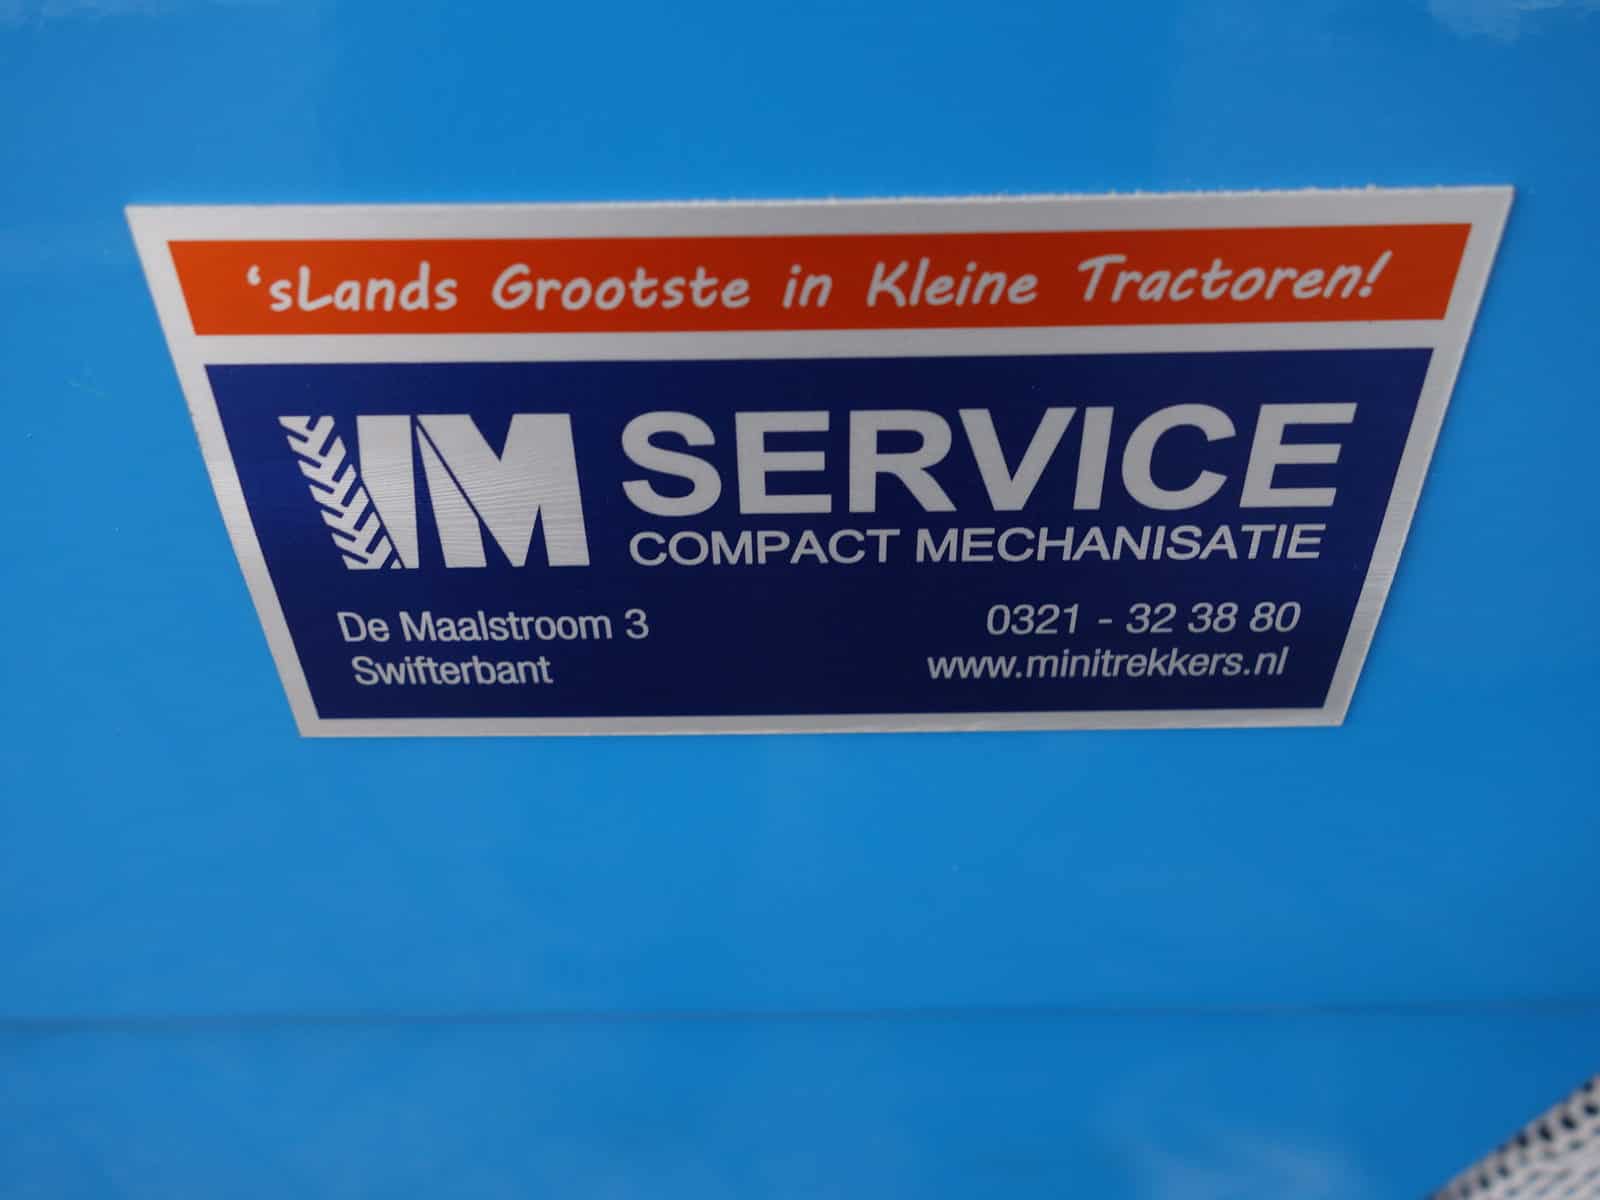 ‘sLands Grootste in Kleine Tractoren!
IM SERVICE
COMPACT MECHANISATIE
De Maalstroom 3
Swifterbant
0321 - 32 38 80
www.minitrekkers.nl